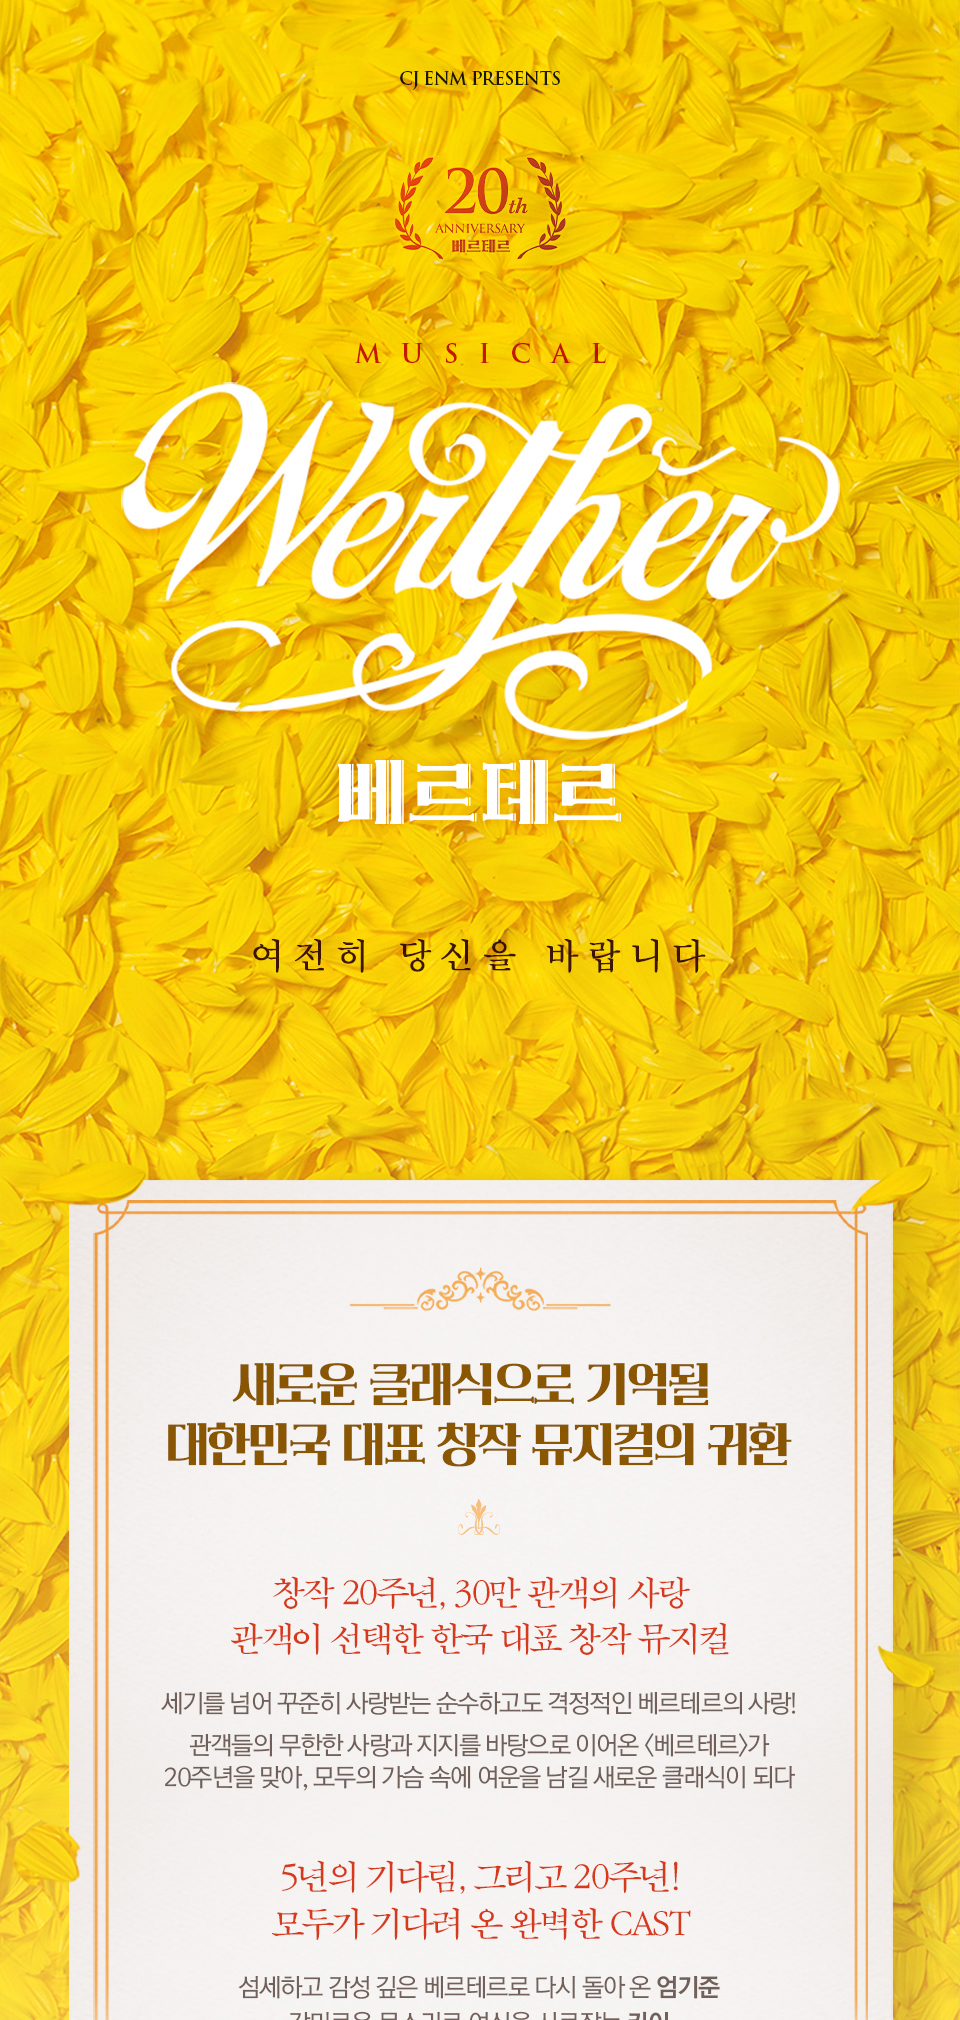 CJ ENM PRESENTS
20th
ANNIVERSARY
베르테르
MUSICAL
Werther
베르테르
여전히 당신을 바랍니다
새로운 클래식으로 기억될
대한민국 대표 창작 뮤지컬의 귀환
창작 20주년, 30만 관객의 사랑
관객이 선택한 한국 대표 창작 뮤지컬
세기를 넘어 꾸준히 사랑받는 순수하고도 격정적인 베르테르의 사랑!
관객들의 무한한 사랑과 지지를 바탕으로 이어온 <베르테르>가
20주년을 맞아, 모두의 가슴 속에 여운을 남길 새로운 클래식이 되다
5년의 기다림, 그리고 20주년!
모두가 기다려 온 완벽한 CAST
섬세하고 감성 깊은 베르테르로 다시 돌아 온 엄기준